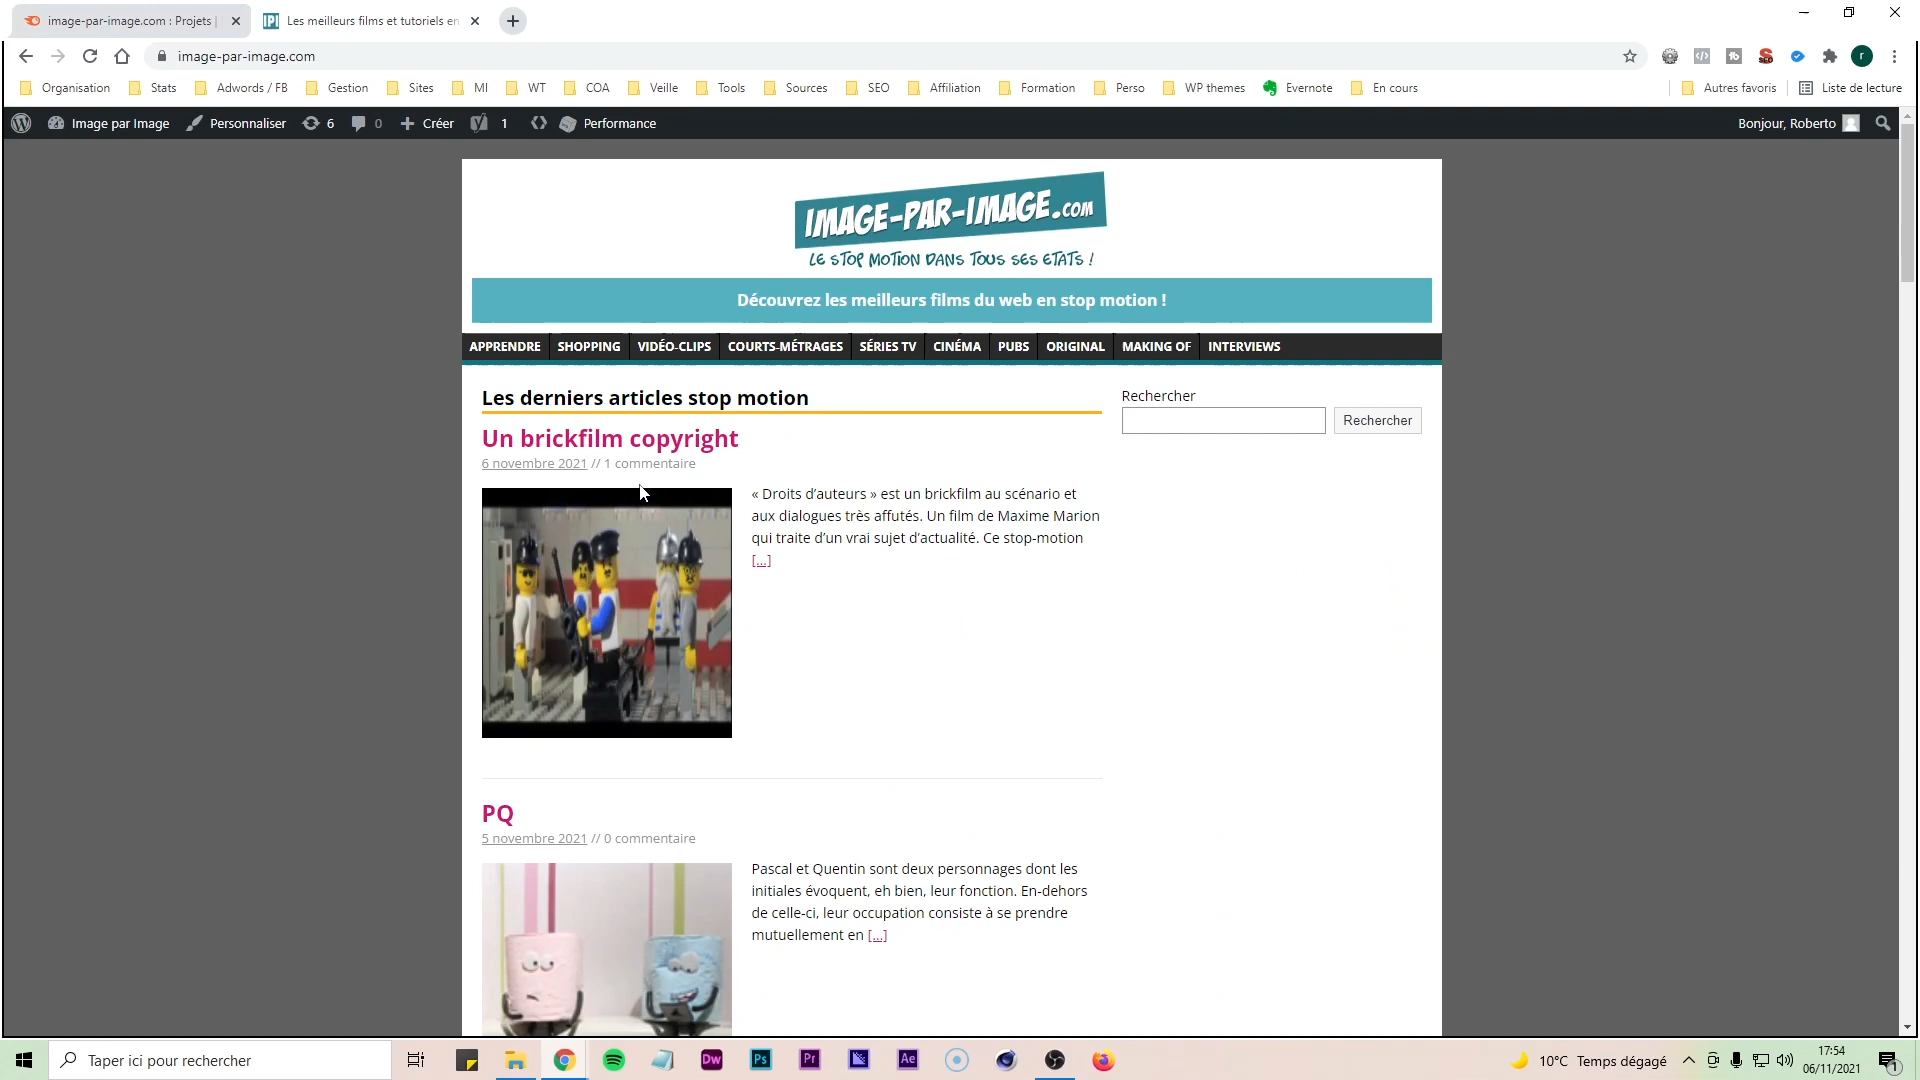 image-par-image.com : Projets |
Les meilleurs films et tutoriels en
image-par-image.com
Organisation Stats Adwords / FB Gestion Sites MI WT COA Veille Tools Sources SEO Affiliation Formation Perso WP themes Evernote En cours Autres favoris Liste de lecture
Image par Image Personnaliser 6 0 Créer 1 Performance Bonjour, Roberto
IMAGE-PAR-IMAGE.COM
LE STOP MOTION DANS TOUS SES ETATS !
Découvrez les meilleurs films du web en stop motion !
APPRENDRE SHOPPING VIDÉO-CLIPS COURTS-MÉTRAGES SÉRIES TV CINÉMA PUBS ORIGINAL MAKING OF INTERVIEWS
Les derniers articles stop motion
Rechercher
Rechercher
Un brickfilm copyright
6 novembre 2021 // 1 commentaire
« Droits d’auteurs » est un brickfilm au scénario et
aux dialogues très affutés. Un film de Maxime Marion
qui traite d’un vrai sujet d’actualité. Ce stop-motion
[...]
PQ
5 novembre 2021 // 0 commentaire
Pascal et Quentin sont deux personnages dont les
initiales évoquent, eh bien, leur fonction. En-dehors
de celle-ci, leur occupation consiste à se prendre
mutuellement en [...]
Taper ici pour rechercher
Dw Ps Pr Ae
10°C Temps dégagé
17:54
06/11/2021
1